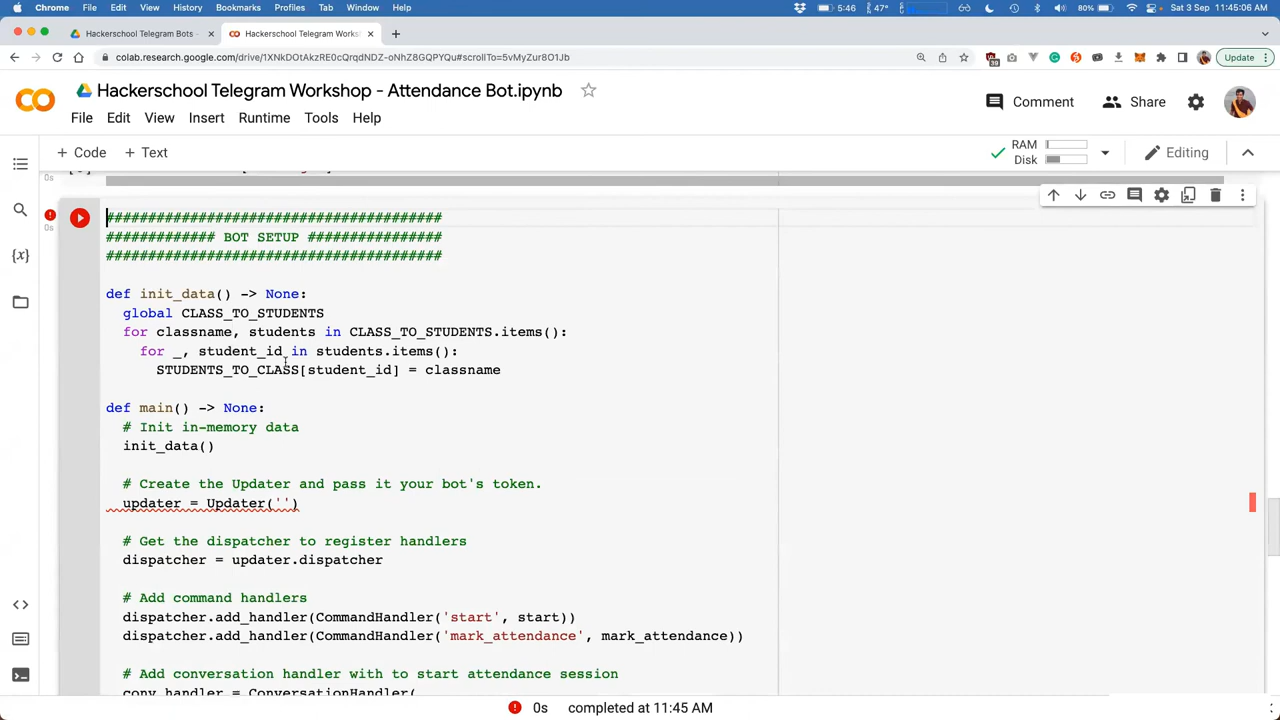 Chrome File Edit View History Bookmarks Profiles Tab Window Help 5:46 47° 80% Sat 3 Sep 11:45:06 AM
Hackerschool Telegram Bots - Hackerschool Telegram Works
colab.research.google.com/drive/1XNkDOtAkzRE0cQrqdNDZ-oNhZ8GQPYQu#scrollTo=5vMyZur8O1Jb Update
CO Hackerschool Telegram Workshop - Attendance Bot.ipynb Comment Share
File Edit View Insert Runtime Tools Help
+ Code + Text RAM Disk Editing
0s
########################################
0s ############# BOT SETUP ################
########################################
def init_data() -> None:
global CLASS_TO_STUDENTS
for classname, students in CLASS_TO_STUDENTS.items():
for _, student_id in students.items():
STUDENTS_TO_CLASS[student_id] = classname
def main() -> None:
# Init in-memory data
init_data()
# Create the Updater and pass it your bot's token.
updater = Updater('')
# Get the dispatcher to register handlers
dispatcher = updater.dispatcher
# Add command handlers
dispatcher.add_handler(CommandHandler('start', start))
dispatcher.add_handler(CommandHandler('mark_attendance', mark_attendance))
# Add conversation handler with to start attendance session
conv_handler = ConversationHandler(
0s completed at 11:45 AM